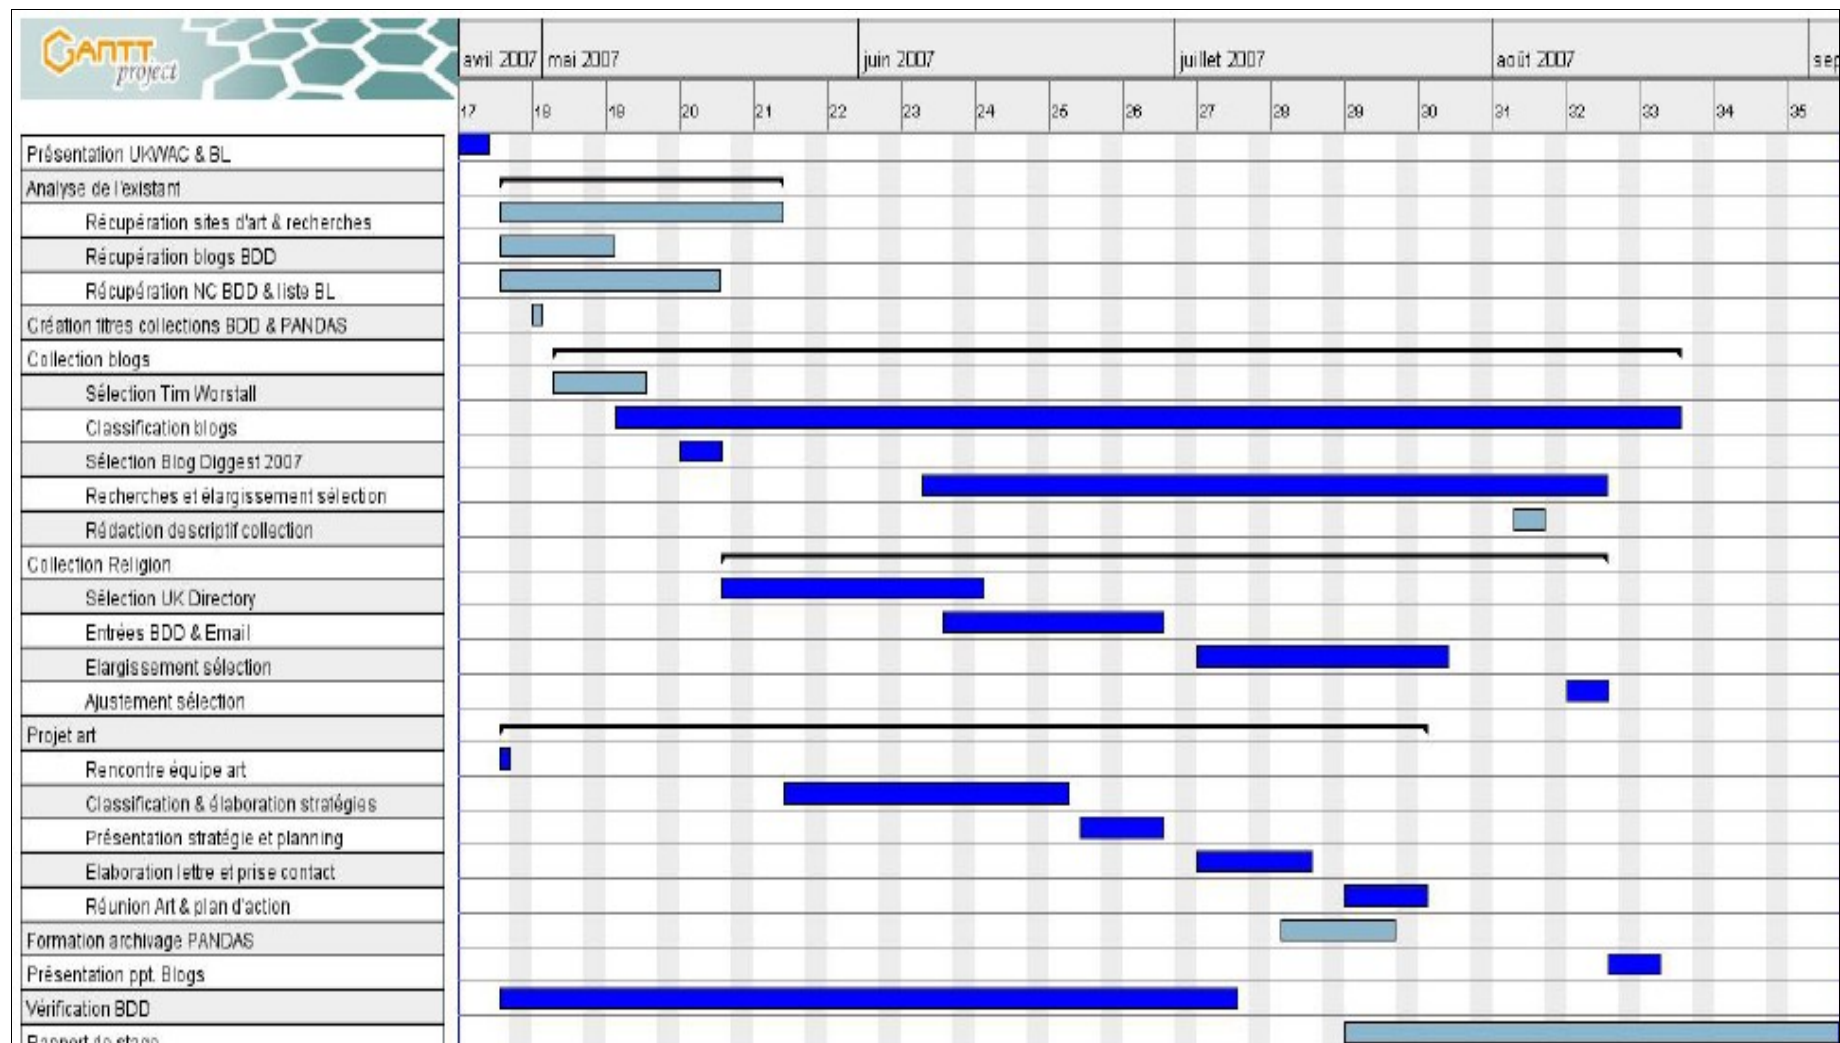 GANTT
project
avril 2007 mai 2007 juin 2007 juillet 2007 août 2007 sep
17 18 19 20 21 22 23 24 25 26 27 28 29 30 31 32 33 34 35
Présentation UKWAC & BL
Analyse de l'existant
Récupération sites d'art & recherches
Récupération blogs BDD
Récupération NC BDD & liste BL
Création titres collections BDD & PANDAS
Collection blogs
Sélection Tim Worstall
Classification blogs
Sélection Blog Diggest 2007
Recherches et élargissement sélection
Rédaction descriptif collection
Collection Religion
Sélection UK Directory
Entrées BDD & Email
Elargissement sélection
Ajustement sélection
Projet art
Rencontre équipe art
Classification & élaboration stratégies
Présentation stratégie et planning
Elaboration lettre et prise contact
Réunion Art & plan d'action
Formation archivage PANDAS
Présentation ppt. Blogs
Vérification BDD
Rapport de stage